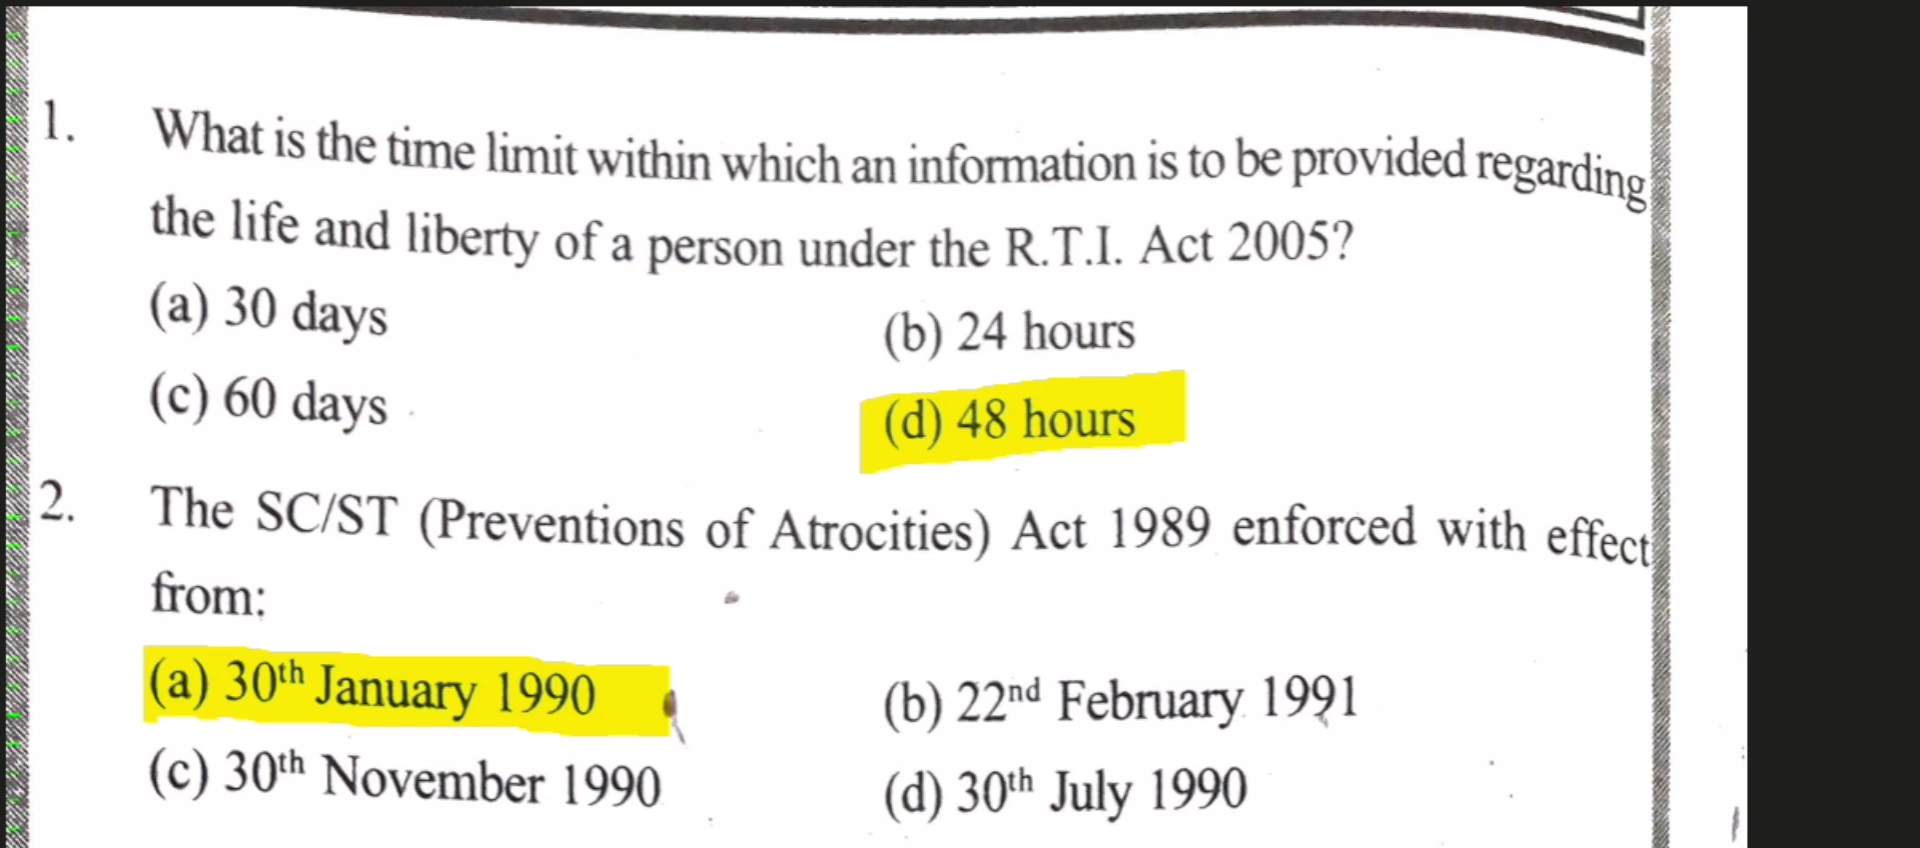 1. What is the time limit within which an information is to be provided regarding
the life and liberty of a person under the R.T.I. Act 2005?
(a) 30 days (b) 24 hours
(c) 60 days (d) 48 hours
2. The SC/ST (Preventions of Atrocities) Act 1989 enforced with effect
from:
(a) 30th January 1990 (b) 22nd February 1991
(c) 30th November 1990 (d) 30th July 1990